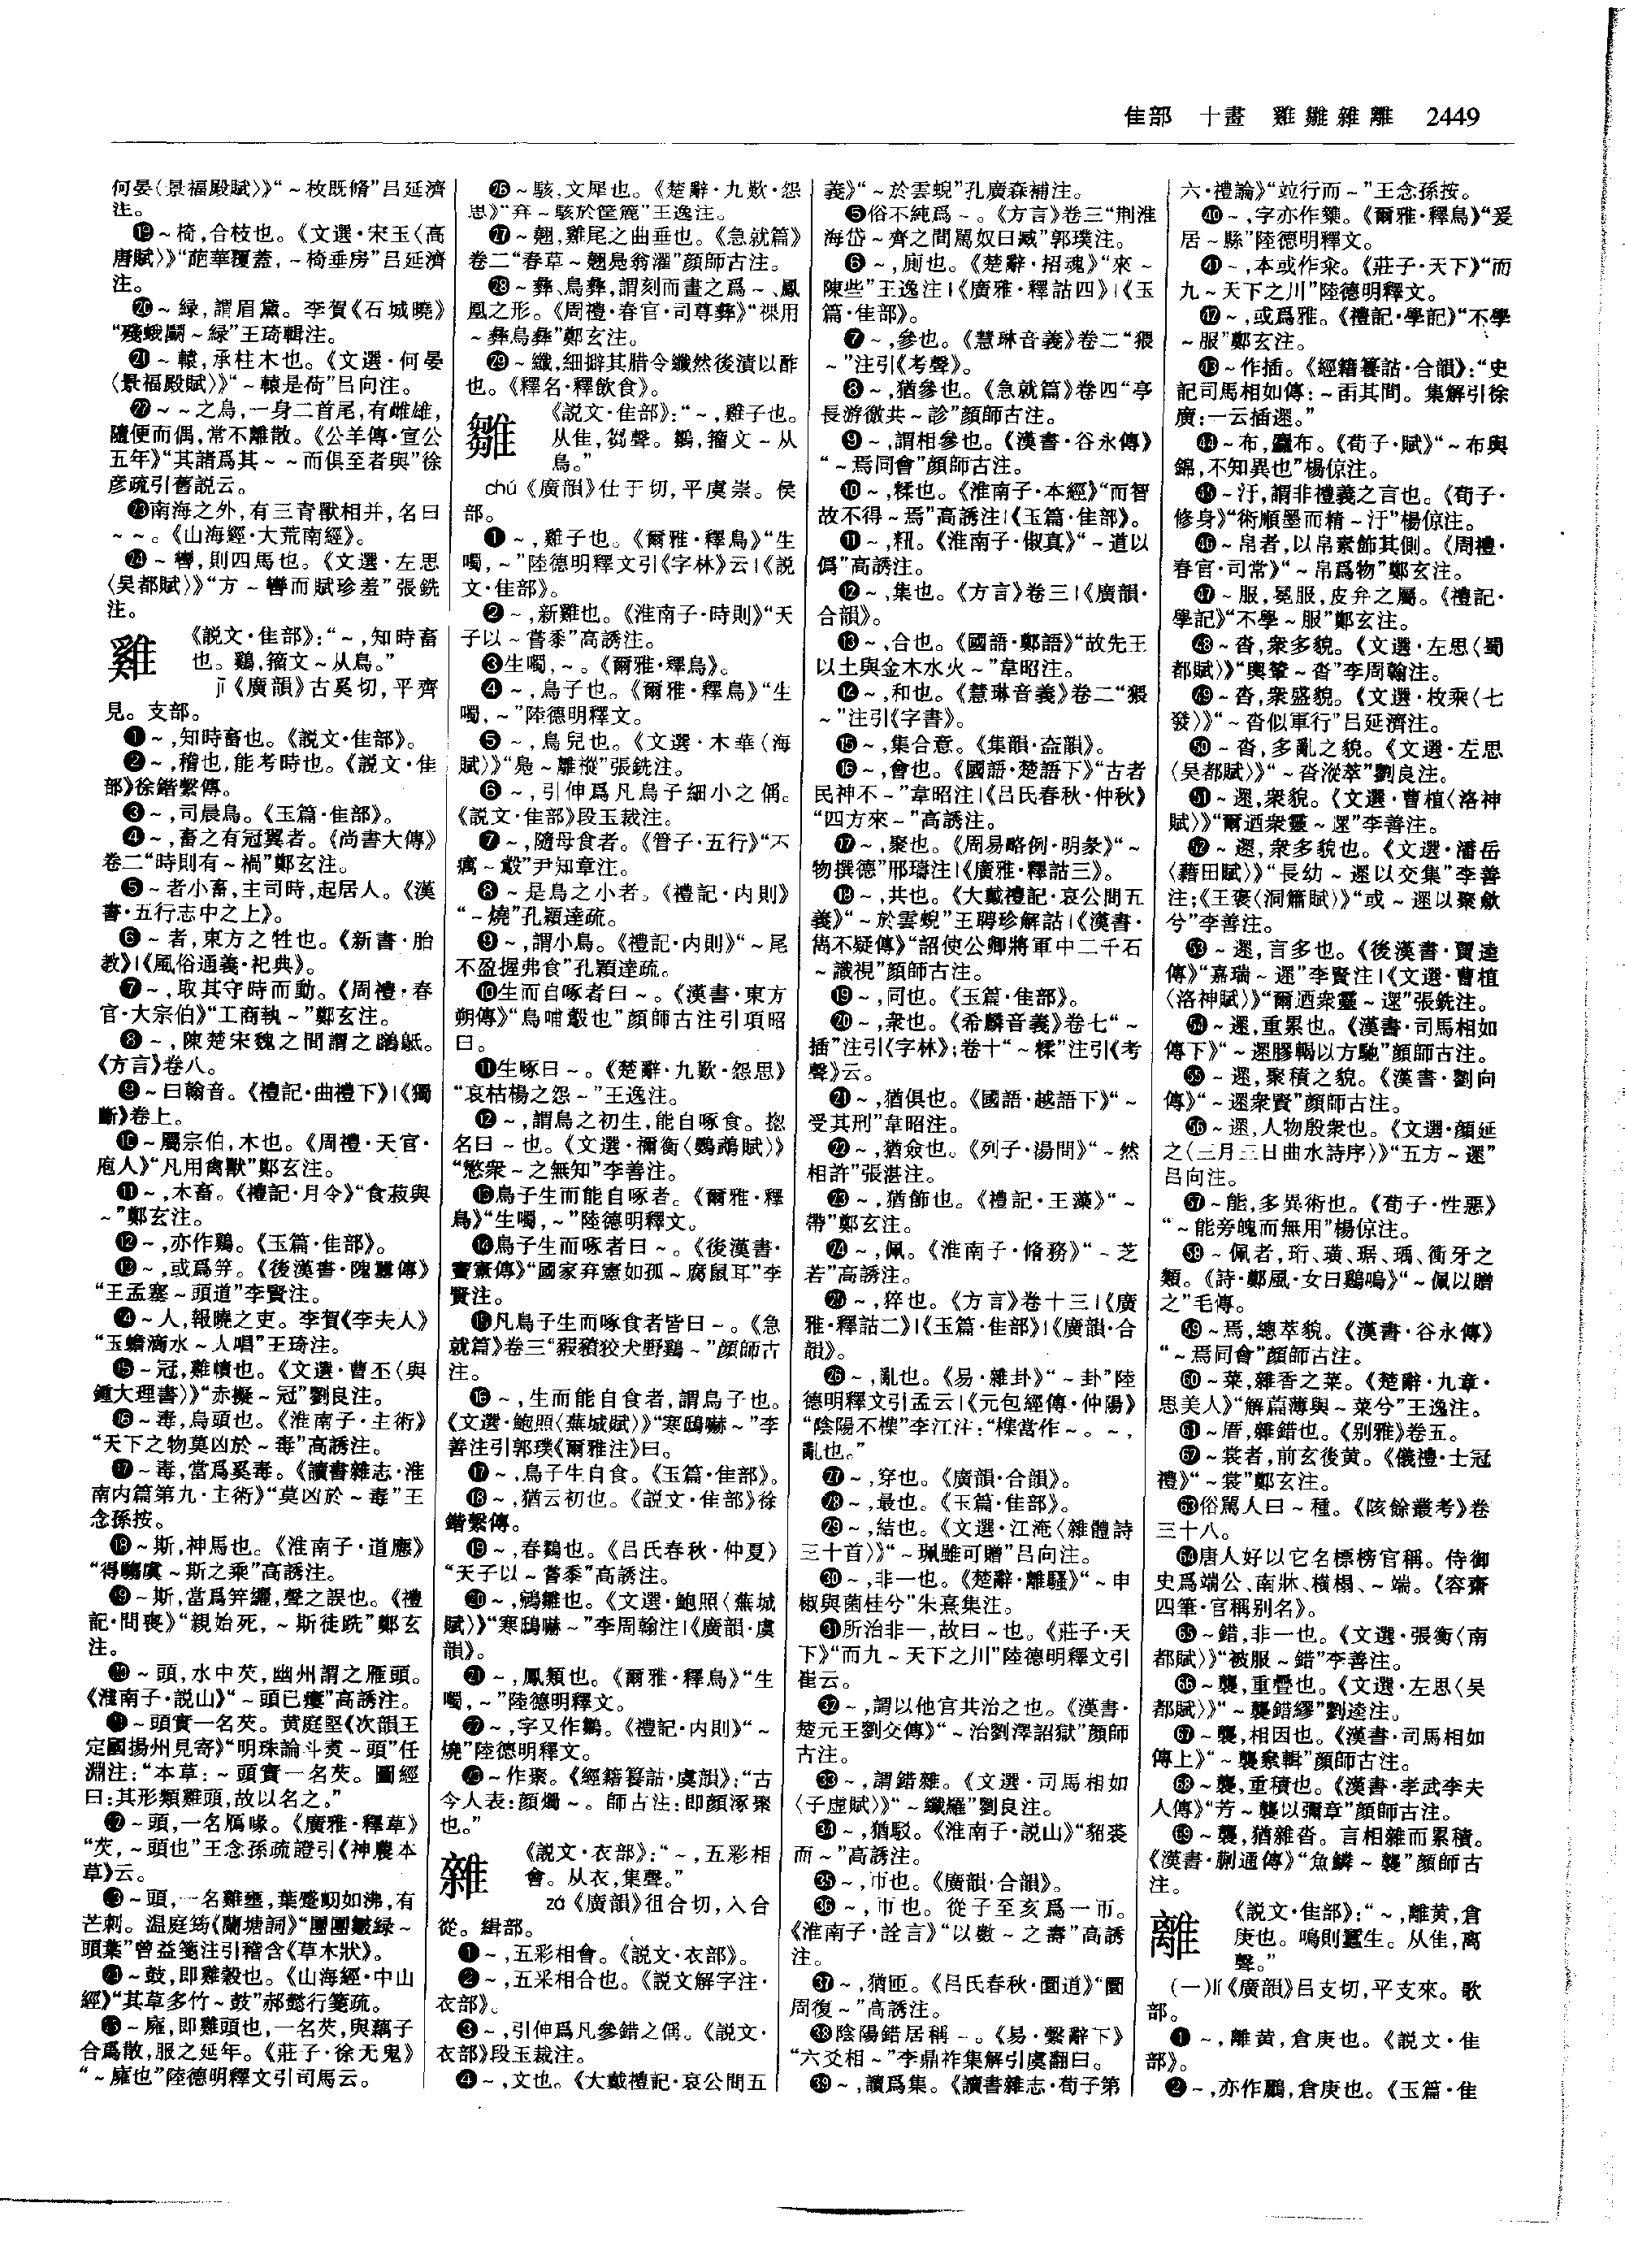 隹部　十畫　雞雛雜離　2449
何晏〈景福殿賦〉》“～枚既脩”吕延濟
注。
⑲～椅,合枝也。《文選·宋玉〈高
唐賦〉》“葩華覆蓋,～椅垂房”吕延濟
注。
⑳～緑,謂眉黛。李賀《石城曉》
“殘蛾鬭～緑”王琦輯注。
㉑～轅,承柱木也。《文選·何晏
〈景福殿賦〉》“～轅是荷”吕向注。
㉒～～之鳥,一身二首尾,有雌雄,
隨便而偶,常不離散。《公羊傳·宣公
五年》“其諸爲其～～而俱至者與”徐
彦疏引舊説云。
㉓南海之外,有三青獸相并,名曰
～～。《山海經·大荒南經》。
㉔～轡,則四馬也。《文選·左思
〈吴都賦〉》“方～轡而賦珍羞”張銑
注。
雞　《説文·隹部》:“～,知時畜
也。鷄,籀文～从鳥。”
jī《廣韻》古奚切,平齊
見。支部。
❶～,知時畜也。《説文·隹部》。
❷～,稽也,能考時也。《説文·隹
部》徐鍇繫傳。
❸～,司晨鳥。《玉篇·隹部》。
❹～,畜之有冠翼者。《尚書大傳》
卷二“時則有～禍”鄭玄注。
❺～者小畜,主司時,起居人。《漢
書·五行志中之上》。
❻～者,東方之牲也。《新書·胎
教》|《風俗通義·祀典》。
❼～,取其守時而動。《周禮·春
官·大宗伯》“工商執～”鄭玄注。
❽～,陳楚宋魏之間謂之鸊䳀。
《方言》卷八。
❾～曰翰音。《禮記·曲禮下》|《獨
斷》卷上。
❿～屬宗伯,木也。《周禮·天官·
庖人》“凡用禽獸”鄭玄注。
⓫～,木畜。《禮記·月令》“食菽與
～”鄭玄注。
⓬～,亦作鷄。《玉篇·隹部》。
⓭～,或爲笄。《後漢書·隗囂傳》
“王孟塞～頭道”李賢注。
⓮～人,報曉之吏。李賀《李夫人》
“玉蟾滴水～人唱”王琦注。
⓯～冠,雞幘也。《文選·曹丕〈與
鍾大理書〉》“赤擬～冠”劉良注。
⓰～毒,烏頭也。《淮南子·主術》
“天下之物莫凶於～毒”高誘注。
⓱～毒,當爲奚毒。《讀書雜志·淮
南内篇第九·主術》“莫凶於～毒”王
念孫按。
⓲～斯,神馬也。《淮南子·道應》
“得騶虞～斯之乘”高誘注。
⓳～斯,當爲笄纚,聲之誤也。《禮
記·問喪》“親始死,～斯徒跣”鄭玄
注。
⓴～頭,水中芡,幽州謂之雁頭。
《淮南子·説山》“～頭已瘻”高誘注。
㉑～頭實一名芡。黄庭堅《次韻王
定國揚州見寄》“明珠論斗煮～頭”任
淵注:“本草:～頭實一名芡。圖經
曰:其形類雞頭,故以名之。”
㉒～頭,一名鴈喙。《廣雅·釋草》
“芡,～頭也”王念孫疏證引《神農本
草》云。
㉓～頭,一名雞壅,葉蹙衂如沸,有
芒刺。温庭筠《蘭塘詞》“團團皺緑～
頭葉”曾益箋注引稽含《草木狀》。
㉔～鼓,即雞穀也。《山海經·中山
經》“其草多竹～鼓”郝懿行箋疏。
㉕～廱,即雞頭也,一名芡,與藕子
合爲散,服之延年。《莊子·徐无鬼》
“～廱也”陸德明釋文引司馬云。
㉖～駭,文犀也。《楚辭·九歎·怨
思》“弃～駭於筐簏”王逸注。
㉗～翹,雞尾之曲垂也。《急就篇》
卷二“春草～翹鳧翁濯”顔師古注。
㉘～彝、鳥彝,謂刻而畫之爲～、鳳
凰之形。《周禮·春官·司尊彝》“祼用
～彝鳥彝”鄭玄注。
㉙～纖,細擗其腊令纖然後漬以酢
也。《釋名·釋飲食》。
雛　《説文·隹部》:“～,雞子也。
从隹,芻聲。鶵,籀文～从
鳥。”
chú《廣韻》仕于切,平虞崇。侯
部。
❶～,雞子也。《爾雅·釋鳥》“生
噣,～”陸德明釋文引《字林》云|《説
文·隹部》。
❷～,新雞也。《淮南子·時則》“天
子以～嘗黍”高誘注。
❸生噣,～。《爾雅·釋鳥》。
❹～,鳥子也。《爾雅·釋鳥》“生
噣,～”陸德明釋文。
❺～,鳥兒也。《文選·木華〈海
賦〉》“鳧～離褷”張銑注。
❻～,引伸爲凡鳥子細小之偁。
《説文·隹部》段玉裁注。
❼～,隨母食者。《管子·五行》“不
癘～鷇”尹知章注。
❽～是鳥之小者。《禮記·内則》
“～燒”孔穎達疏。
❾～,謂小鳥。《禮記·内則》“～尾
不盈握弗食”孔穎達疏。
❿生而自啄者曰～。《漢書·東方
朔傳》“鳥哺鷇也”顔師古注引項昭
曰。
⓫生啄曰～。《楚辭·九歎·怨思》
“哀枯楊之怨～”王逸注。
⓬～,謂鳥之初生,能自啄食。揔
名曰～也。《文選·禰衡〈鸚鵡賦〉》
“愍衆～之無知”李善注。
⓭鳥子生而能自啄者。《爾雅·釋
鳥》“生噣,～”陸德明釋文。
⓮鳥子生而啄者曰～。《後漢書·
竇憲傳》“國家弃憲如孤～腐鼠耳”李
賢注。
⓯凡鳥子生而啄食者皆曰～。《急
就篇》卷三“豭豶狡犬野鷄～”顔師古
注。
⓰～,生而能自食者,謂鳥子也。
《文選·鮑照〈蕪城賦〉》“寒鴟嚇～”李
善注引郭璞《爾雅注》曰。
⓱～,鳥子生自食。《玉篇·隹部》。
⓲～,猶云初也。《説文·隹部》徐
鍇繫傳。
⓳～,春鷄也。《吕氏春秋·仲夏》
“天子以～嘗黍”高誘注。
⓴～,鵷雛也。《文選·鮑照〈蕪城
賦〉》“寒鴟嚇～”李周翰注|《廣韻·虞
韻》。
㉑～,鳳類也。《爾雅·釋鳥》“生
噣,～”陸德明釋文。
㉒～,字又作鶵。《禮記·内則》“～
燒”陸德明釋文。
㉓～作聚。《經籍籑詁·虞韻》:“古
今人表:顔燭～。師古注:即顔涿聚
也。”
雜　《説文·衣部》:“～,五彩相
會。从衣,集聲。”
zá《廣韻》徂合切,入合
從。緝部。
❶～,五彩相會。《説文·衣部》。
❷～,五采相合也。《説文解字注·
衣部》。
❸～,引伸爲凡參錯之偁。《説文·
衣部》段玉裁注。
❹～,文也。《大戴禮記·哀公問五
義》“～於雲蜺”孔廣森補注。
❺俗不純爲～。《方言》卷三“荆淮
海岱～齊之間駡奴曰臧”郭璞注。
❻～,厠也。《楚辭·招魂》“來～
陳些”王逸注|《廣雅·釋詁四》|《玉
篇·隹部》。
❼～,參也。《慧琳音義》卷二“猥
～”注引《考聲》。
❽～,猶參也。《急就篇》卷四“亭
長游徼共～診”顔師古注。
❾～,謂相參也。《漢書·谷永傳》
“～焉同會”顔師古注。
❿～,糅也。《淮南子·本經》“而智
故不得～焉”高誘注|《玉篇·隹部》。
⓫～,粈。《淮南子·俶真》“～道以
僞”高誘注。
⓬～,集也。《方言》卷三|《廣韻·
合韻》。
⓭～,合也。《國語·鄭語》“故先王
以土與金木水火～”韋昭注。
⓮～,和也。《慧琳音義》卷二“猥
～”注引《字書》。
⓯～,集合意。《集韻·盍韻》。
⓰～,會也。《國語·楚語下》“古者
民神不～”韋昭注|《吕氏春秋·仲秋》
“四方來～”高誘注。
⓱～,聚也。《周易略例·明彖》“～
物撰德”邢璹注|《廣雅·釋詁三》。
⓲～,共也。《大戴禮記·哀公問五
義》“～於雲蜺”王聘珍解詁|《漢書·
雋不疑傳》“詔使公卿將軍中二千石
～識視”顔師古注。
⓳～,同也。《玉篇·隹部》。
⓴～,衆也。《希麟音義》卷七“～
插”注引《字林》;卷十“～糅”注引《考
聲》云。
㉑～,猶俱也。《國語·越語下》“～
受其刑”韋昭注。
㉒～,猶僉也。《列子·湯問》“～然
相許”張湛注。
㉓～,猶飾也。《禮記·玉藻》“～
帶”鄭玄注。
㉔～,佩。《淮南子·脩務》“～芝
若”高誘注。
㉕～,猝也。《方言》卷十三|《廣
雅·釋詁二》|《玉篇·隹部》|《廣韻·合
韻》。
㉖～,亂也。《易·雜卦》“～卦”陸
德明釋文引孟云|《元包經傳·仲陽》
“陰陽不㯿”李江注:“㯿當作～。～,
亂也。”
㉗～,穿也。《廣韻·合韻》。
㉘～,最也。《玉篇·隹部》。
㉙～,結也。《文選·江淹〈雜體詩
三十首〉》“～珮雖可贈”吕向注。
㉚～,非一也。《楚辭·離騷》“～申
椒與菌桂兮”朱熹集注。
㉛所治非一,故曰～也。《莊子·天
下》“而九～天下之川”陸德明釋文引
崔云。
㉜～,謂以他官共治之也。《漢書·
楚元王劉交傳》“～治劉澤詔獄”顔師
古注。
㉝～,謂錯雜。《文選·司馬相如
〈子虚賦〉》“～纖羅”劉良注。
㉞～,猶駁。《淮南子·説山》“貂裘
而～”高誘注。
㉟～,帀也。《廣韻·合韻》。
㊱～,帀也。從子至亥爲一帀。
《淮南子·詮言》“以數～之壽”高誘
注。
㊲～,猶匝。《吕氏春秋·圜道》“圜
周復～”高誘注。
㊳陰陽錯居稱～。《易·繫辭下》
“六爻相～”李鼎祚集解引虞翻曰。
㊴～,讀爲集。《讀書雜志·荀子第
六·禮論》“竝行而～”王念孫按。
㊵～,字亦作䕹。《爾雅·釋鳥》“爰
居～縣”陸德明釋文。
㊶～,本或作籴。《莊子·天下》“而
九～天下之川”陸德明釋文。
㊷～,或爲雅。《禮記·學記》“不學
～服”鄭玄注。
㊸～作插。《經籍籑詁·合韻》:“史
記司馬相如傳:～臿其間。集解引徐
廣:一云插遝。”
㊹～布,麤布。《荀子·賦》“～布與
錦,不知異也”楊倞注。
㊺～汙,謂非禮義之言也。《荀子·
修身》“術順墨而精～汙”楊倞注。
㊻～帛者,以帛素飾其側。《周禮·
春官·司常》“～帛爲物”鄭玄注。
㊼～服,冕服,皮弁之屬。《禮記·
學記》“不學～服”鄭玄注。
㊽～沓,衆多貌。《文選·左思〈蜀
都賦〉》“輿輦～沓”李周翰注。
㊾～沓,衆盛貌。《文選·枚乘〈七
發〉》“～沓似軍行”吕延濟注。
㊿～沓,多亂之貌。《文選·左思
〈吴都賦〉》“～沓漎萃”劉良注。
51～遝,衆貌。《文選·曹植〈洛神
賦〉》“爾迺衆靈～遝”李善注。
52～遝,衆多貌也。《文選·潘岳
〈藉田賦〉》“長幼～遝以交集”李善
注;《王褒〈洞簫賦〉》“或～遝以聚斂
兮”李善注。
53～遝,言多也。《後漢書·賈逵
傳》“嘉瑞～遝”李賢注|《文選·曹植
〈洛神賦〉》“爾迺衆靈～遝”張銑注。
54～遝,重累也。《漢書·司馬相如
傳下》“～遝膠輵以方馳”顔師古注。
55～遝,聚積之貌。《漢書·劉向
傳》“～遝衆賢”顔師古注。
56～遝,人物殷衆也。《文選·顔延
之〈三月三日曲水詩序〉》“五方～遝”
吕向注。
57～能,多異術也。《荀子·性惡》
“～能旁魄而無用”楊倞注。
58～佩者,珩、璜、琚、瑀、衝牙之
類。《詩·鄭風·女曰鷄鳴》“～佩以贈
之”毛傳。
59～焉,總萃貌。《漢書·谷永傳》
“～焉同會”顔師古注。
60～菜,雜香之菜。《楚辭·九章·
思美人》“解萹薄與～菜兮”王逸注。
61～厝,雜錯也。《别雅》卷五。
62～裳者,前玄後黄。《儀禮·士冠
禮》“～裳”鄭玄注。
63俗駡人曰～種。《陔餘叢考》卷
三十八。
64唐人好以它名標榜官稱。侍御
史爲端公、南牀、横榻、～端。《容齋
四筆·官稱别名》。
65～錯,非一也。《文選·張衡〈南
都賦〉》“被服～錯”李善注。
66～襲,重疊也。《文選·左思〈吴
都賦〉》“～襲錯繆”劉逵注。
67～襲,相因也。《漢書·司馬相如
傳上》“～襲絫輯”顔師古注。
68～襲,重積也。《漢書·孝武李夫
人傳》“芳～襲以彌章”顔師古注。
69～襲,猶雜沓。言相雜而累積。
《漢書·蒯通傳》“魚鱗～襲”顔師古
注。
離　《説文·隹部》:“～,離黄,倉
庚也。鳴則蠶生。从隹,离
聲。”
(一)lí《廣韻》吕支切,平支來。歌
部。
❶～,離黄,倉庚也。《説文·隹
部》。
❷～,亦作鸝,倉庚也。《玉篇·隹